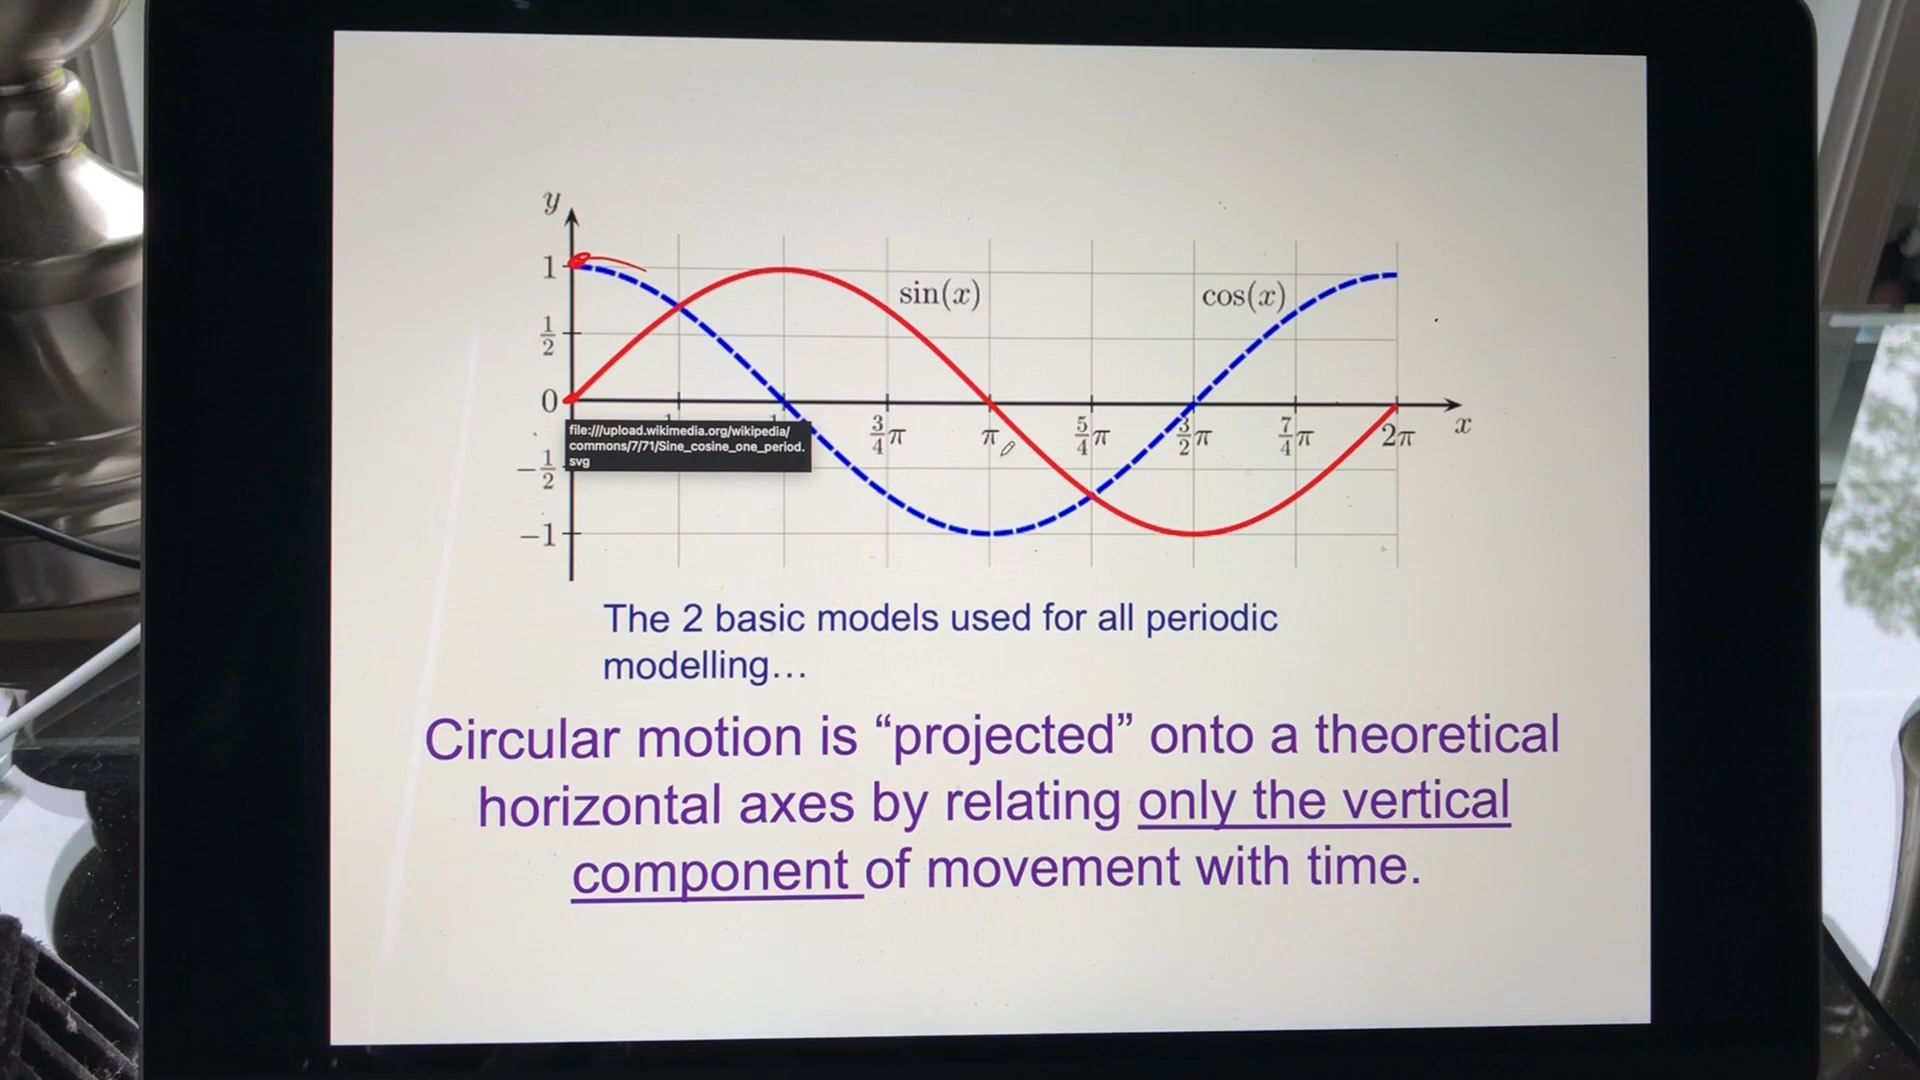 y
1
sin(x)
cos(x)
1/2
0
3/4 π
π
5/4 π
3/2 π
7/4 π
2π
x
file:///upload.wikimedia.org/wikipedia/
commons/7/71/Sine_cosine_one_period.
svg
−1/2
−1
The 2 basic models used for all periodic
modelling…
Circular motion is “projected” onto a theoretical
horizontal axes by relating only the vertical
component of movement with time.